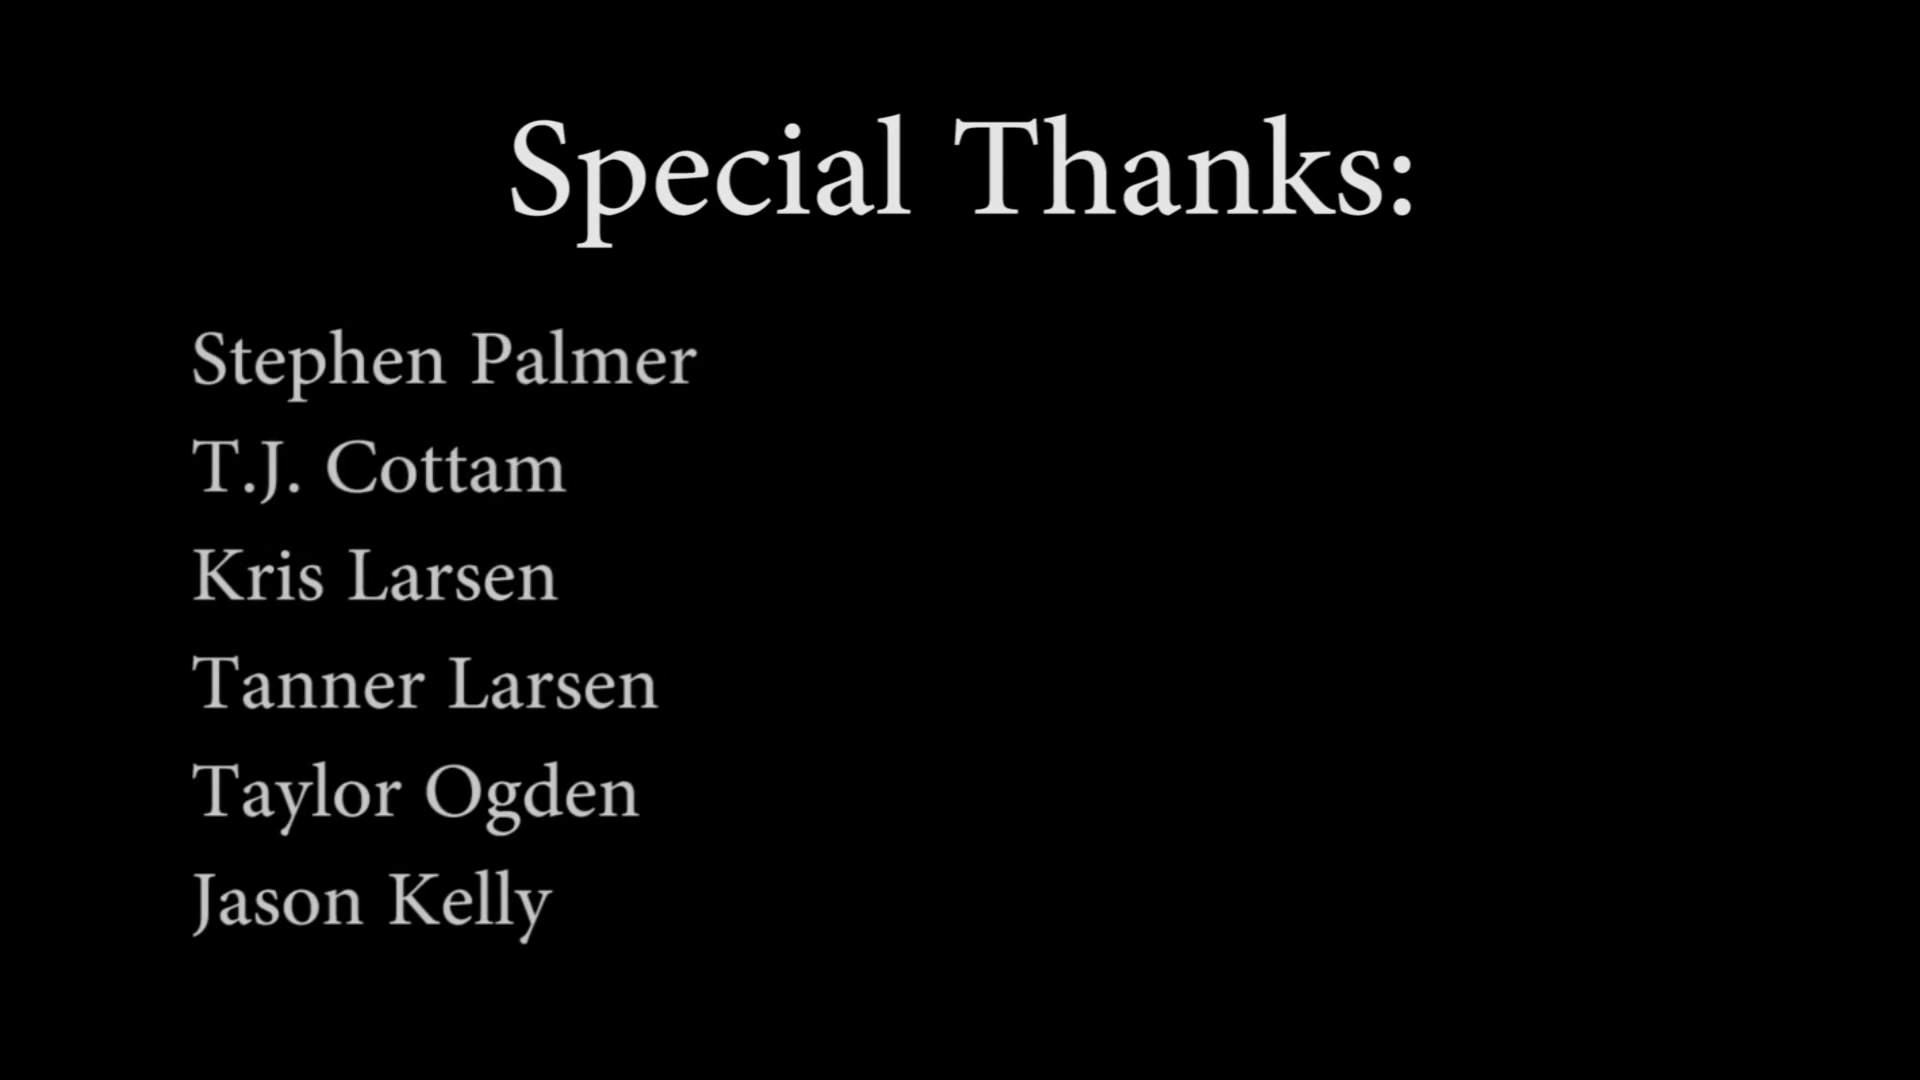 Special Thanks:
Stephen Palmer
T.J. Cottam
Kris Larsen
Tanner Larsen
Taylor Ogden
Jason Kelly